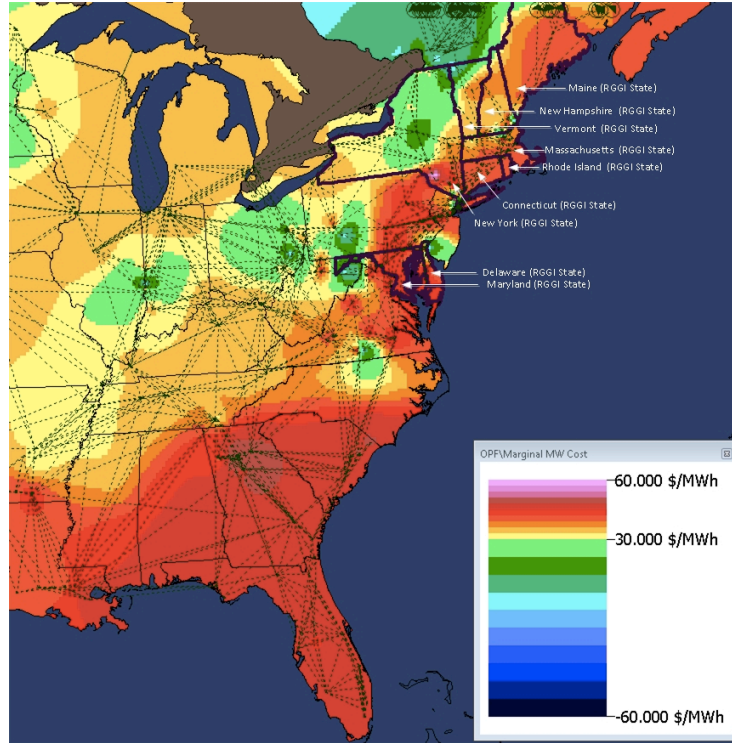 Maine (RGGI State)
New Hampshire (RGGI State)
Vermont (RGGI State)
Massachusetts (RGGI State)
Rhode Island (RGGI State)
Connecticut (RGGI State)
New York (RGGI State)
Delaware (RGGI State)
Maryland (RGGI State)
OPF\Marginal MW Cost
60.000 $/MWh
30.000 $/MWh
-60.000 $/MWh